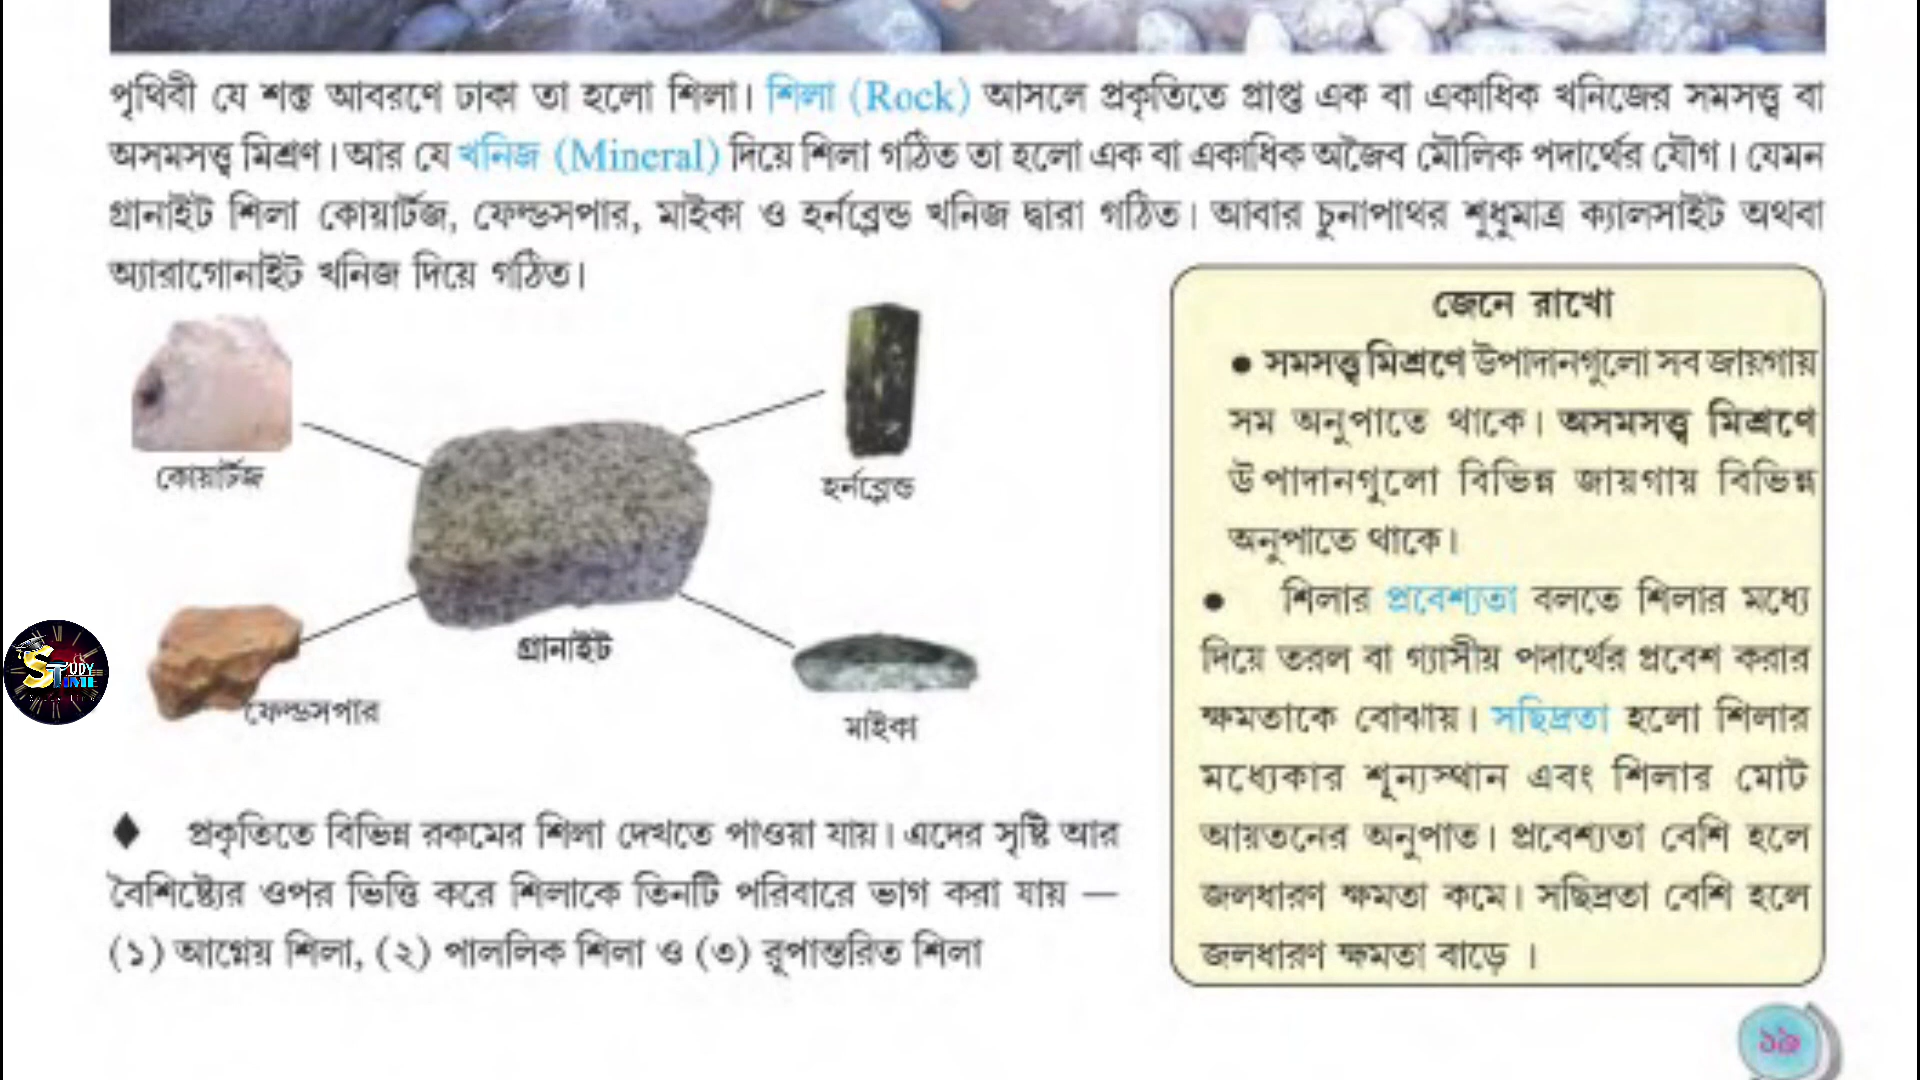 পৃথিবী যে শক্ত আবরণে ঢাকা তা হলো শিলা। শিলা (Rock) আসলে প্রকৃতিতে প্রাপ্ত এক বা একাধিক খনিজের সমসত্ত্ব বা
অসমসত্ত্ব মিশ্রণ। আর যে খনিজ (Mineral) দিয়ে শিলা গঠিত তা হলো এক বা একাধিক অজৈব মৌলিক পদার্থের যৌগ। যেমন
গ্রানাইট শিলা কোয়ার্টজ, ফেল্ডসপার, মাইকা ও হর্নব্লেন্ড খনিজ দ্বারা গঠিত। আবার চুনাপাথর শুধুমাত্র ক্যালসাইট অথবা
অ্যারাগোনাইট খনিজ দিয়ে গঠিত।
কোয়ার্টজ
হর্নব্লেন্ড
গ্রানাইট
ফেল্ডসপার
মাইকা
♦ প্রকৃতিতে বিভিন্ন রকমের শিলা দেখতে পাওয়া যায়। এদের সৃষ্টি আর
বৈশিষ্ট্যের ওপর ভিত্তি করে শিলাকে তিনটি পরিবারে ভাগ করা যায় —
(১) আগ্নেয় শিলা, (২) পাললিক শিলা ও (৩) রূপান্তরিত শিলা
জেনে রাখো
● সমসত্ত্ব মিশ্রণে উপাদানগুলো সব জায়গায়
সম অনুপাতে থাকে। অসমসত্ত্ব মিশ্রণে
উপাদানগুলো বিভিন্ন জায়গায় বিভিন্ন
অনুপাতে থাকে।
● শিলার প্রবেশ্যতা বলতে শিলার মধ্যে
দিয়ে তরল বা গ্যাসীয় পদার্থের প্রবেশ করার
ক্ষমতাকে বোঝায়। সছিদ্রতা হলো শিলার
মধ্যেকার শূন্যস্থান এবং শিলার মোট
আয়তনের অনুপাত। প্রবেশ্যতা বেশি হলে
জলধারণ ক্ষমতা কমে। সছিদ্রতা বেশি হলে
জলধারণ ক্ষমতা বাড়ে ।
STUDY
TIME
১৯